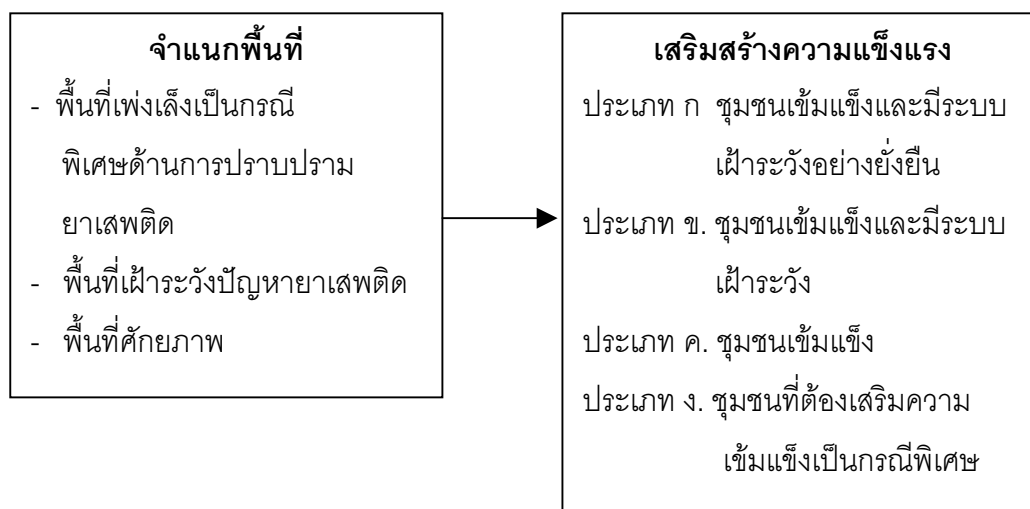 จำแนกพื้นที่
- พื้นที่เพ่งเล็งเป็นกรณี
พิเศษด้านการปราบปราม
ยาเสพติด
- พื้นที่เฝ้าระวังปัญหายาเสพติด
- พื้นที่ศักยภาพ
เสริมสร้างความแข็งแรง
ประเภท ก ชุมชนเข้มแข็งและมีระบบ
เฝ้าระวังอย่างยั่งยืน
ประเภท ข. ชุมชนเข้มแข็งและมีระบบ
เฝ้าระวัง
ประเภท ค. ชุมชนเข้มแข็ง
ประเภท ง. ชุมชนที่ต้องเสริมความ
เข้มแข็งเป็นกรณีพิเศษ